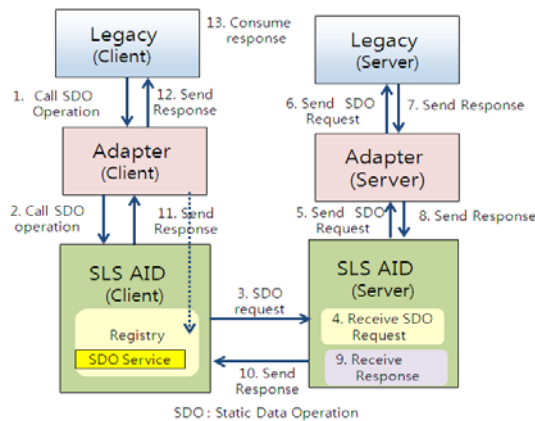 Legacy
(Client)
13. Consume
response
Legacy
(Server)
1. Call SDO
Operation
12. Send
Response
6. Send SDO
Request
7. Send Response
Adapter
(Client)
Adapter
(Server)
2. Call SDO
operation
11. Send
Response
5. Send SDO
Request
8. Send Response
SLS AID
(Client)
SLS AID
(Server)
3. SDO
request
Registry
SDO Service
4. Receive SDO
Request
9. Receive
Response
10. Send
Response
SDO : Static Data Operation